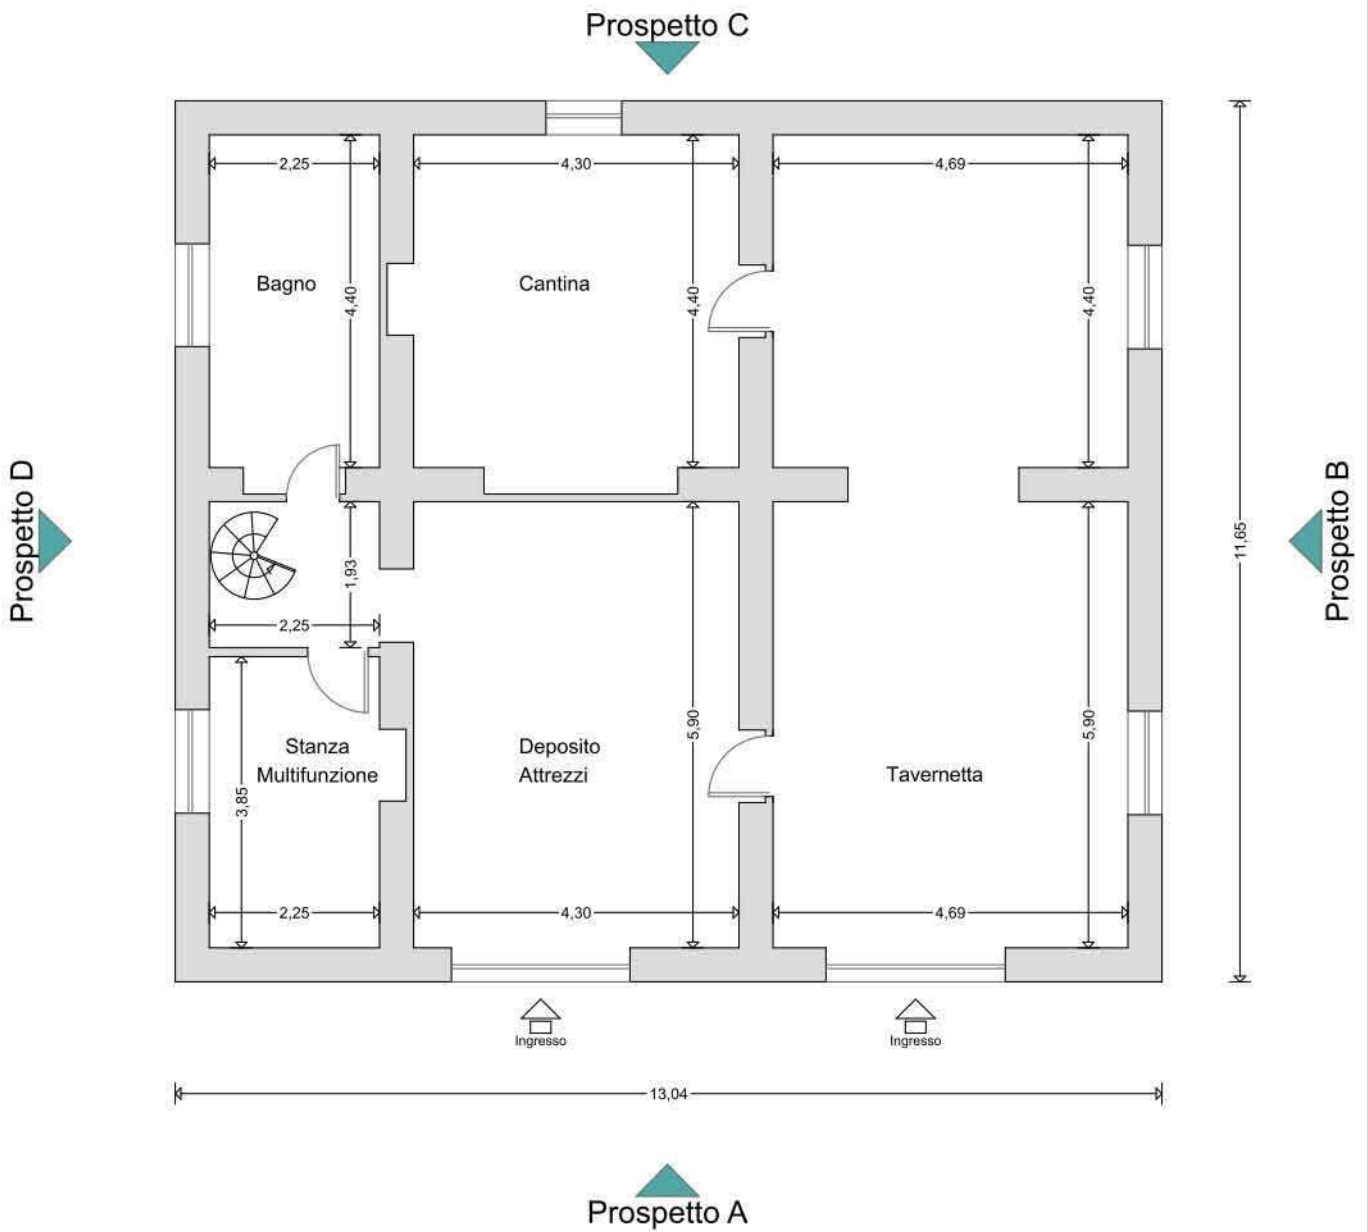 Prospetto C
2,25
4,30
4,69
Bagno
4,40
Cantina
4,40
4,40
Prospetto D
Prospetto B
11,65
1,93
2,25
5,90
5,90
Stanza
Multifunzione
Deposito
Attrezzi
Tavernetta
3,85
2,25
4,30
4,69
Ingresso
Ingresso
13,04
Prospetto A